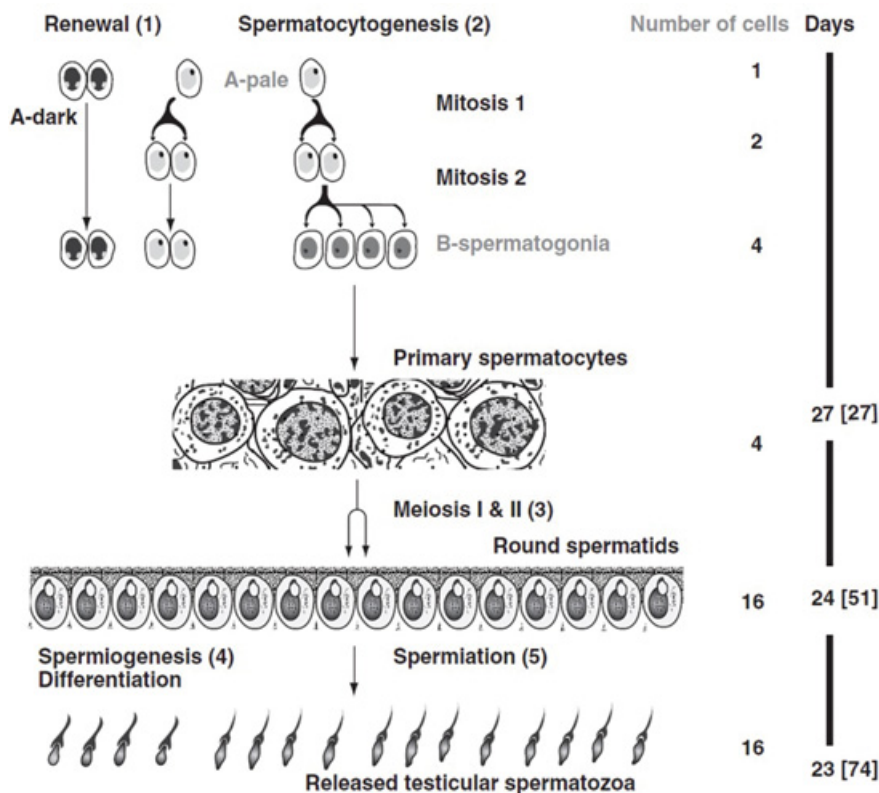 Renewal (1) Spermatocytogenesis (2) Number of cells Days
A-pale 1
A-dark Mitosis 1
2
Mitosis 2
B-spermatogonia 4
Primary spermatocytes
27 [27]
4
Meiosis I & II (3)
Round spermatids
16 24 [51]
Spermiogenesis (4) Spermiation (5)
Differentiation
16
23 [74]
Released testicular spermatozoa